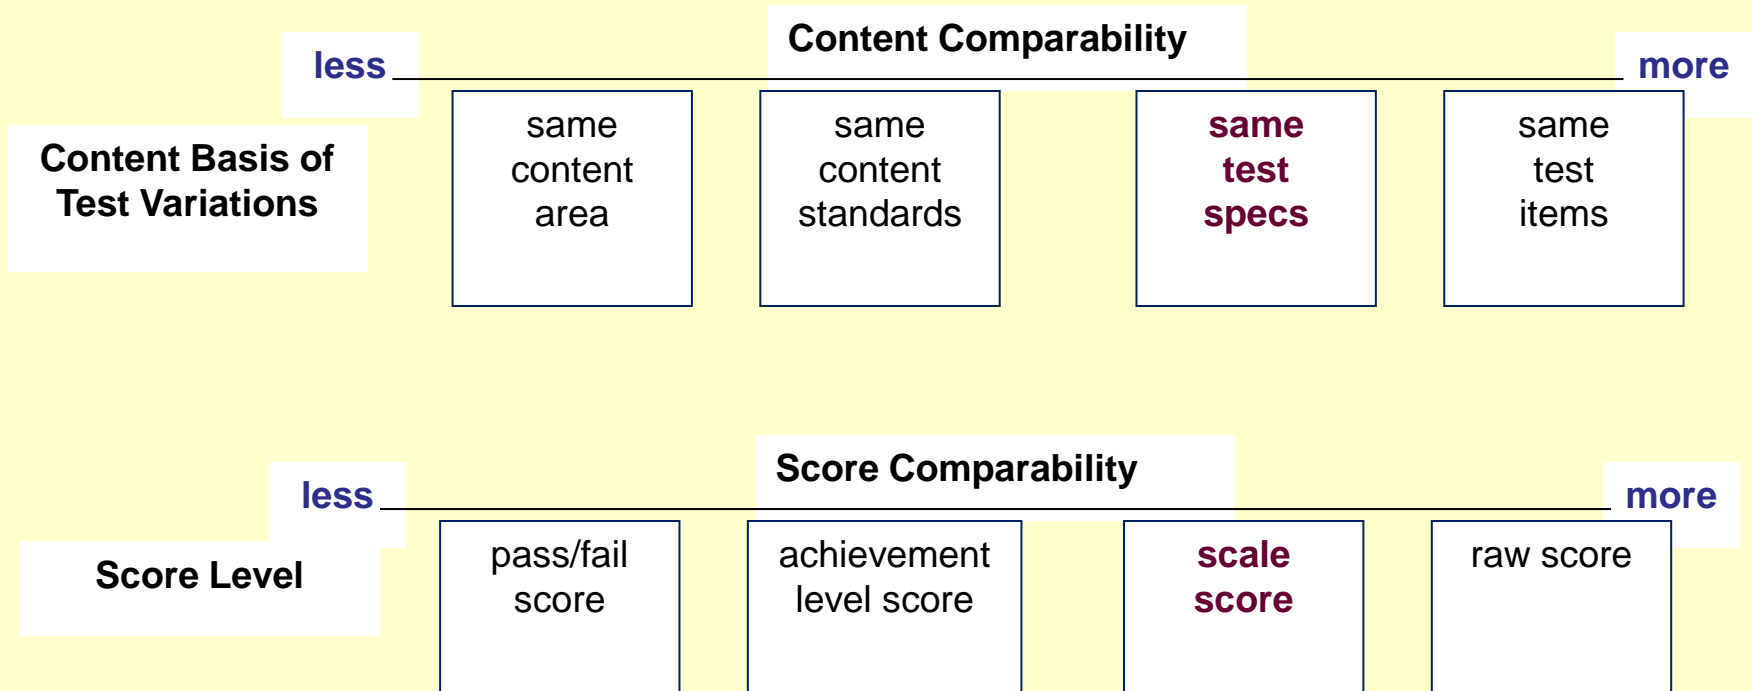 Content Comparability
less
more
Content Basis of
Test Variations
same
content
area
same
content
standards
same
test
specs
same
test
items
Score Comparability
less
more
Score Level
pass/fail
score
achievement
level score
scale
score
raw score